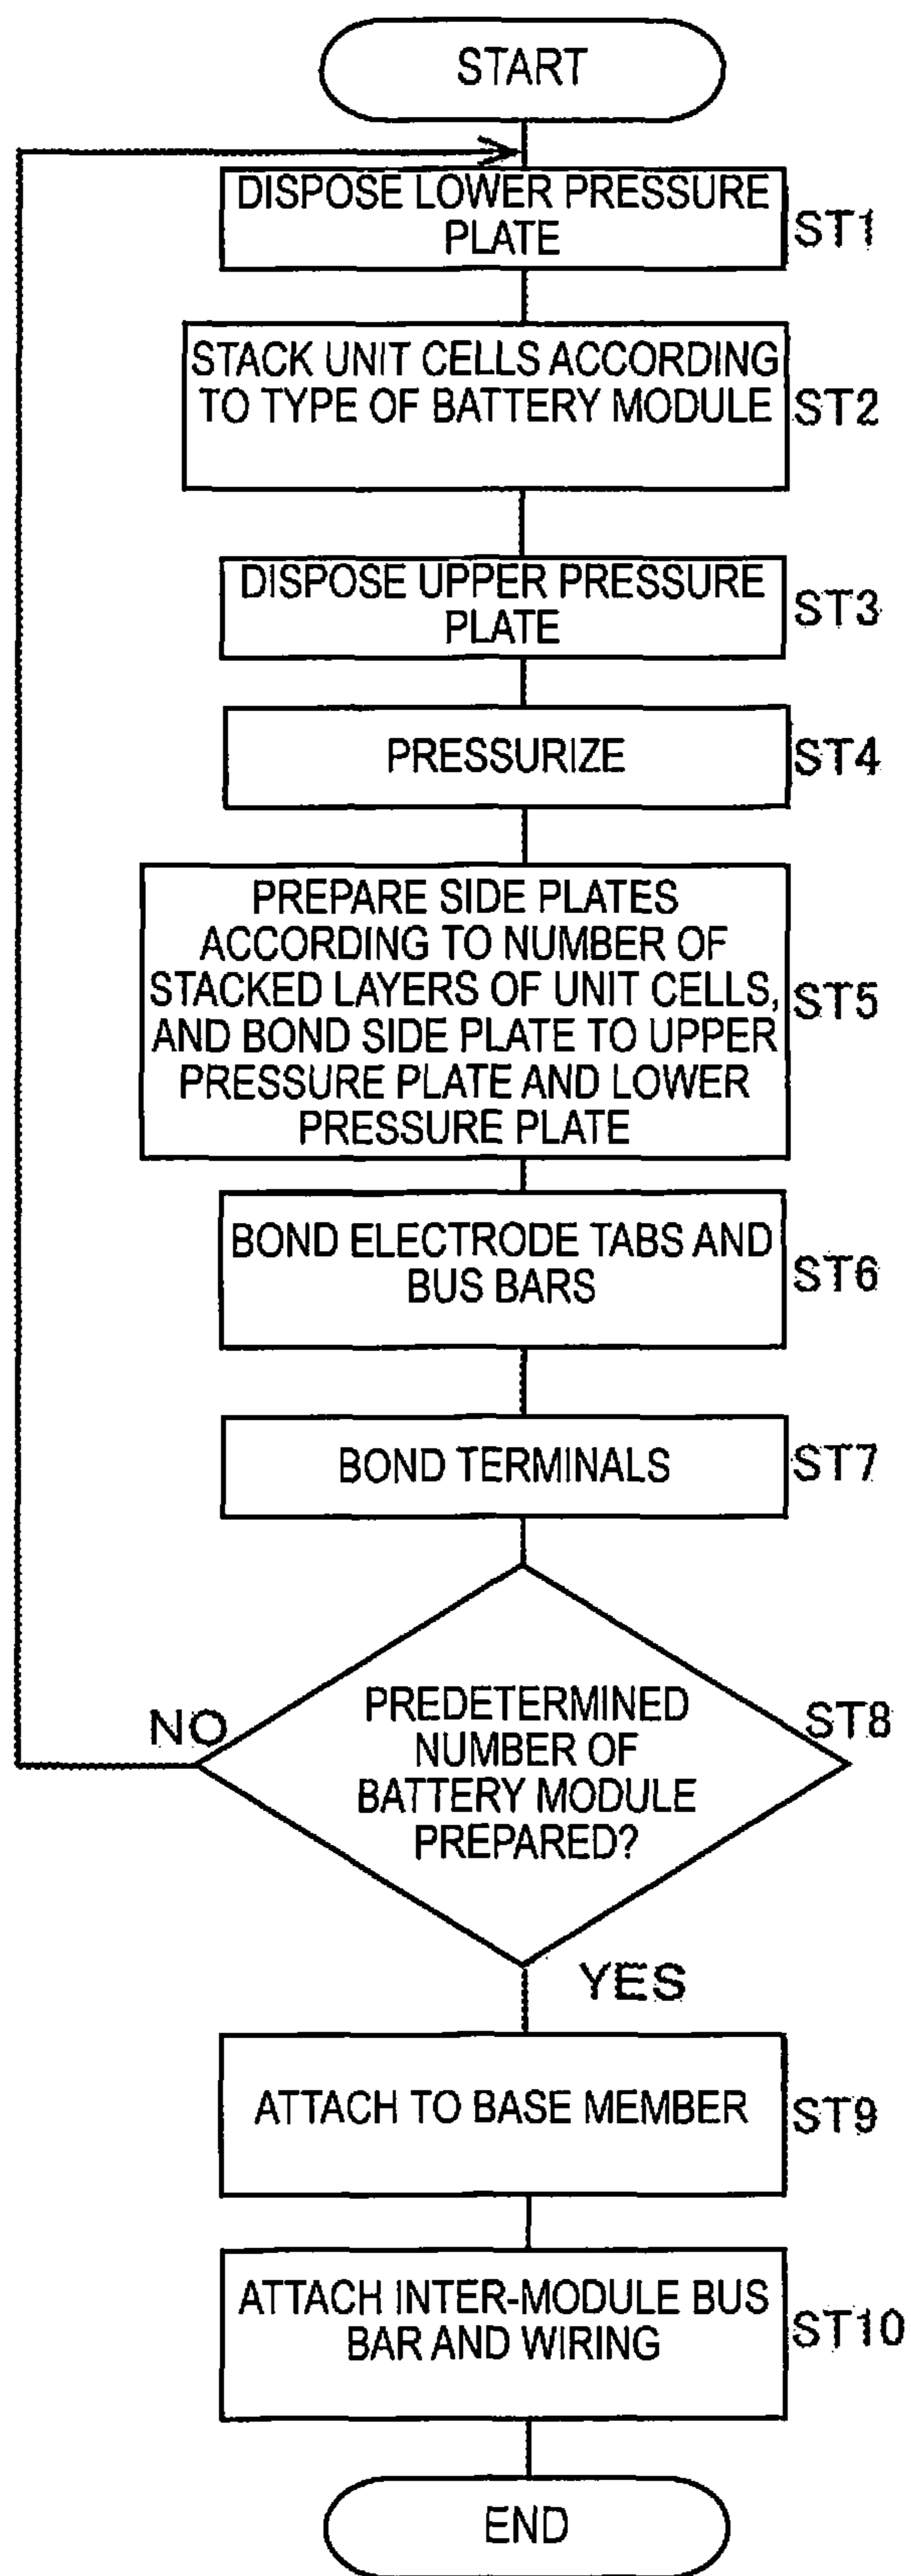 START
DISPOSE LOWER PRESSURE
PLATE
ST1
STACK UNIT CELLS ACCORDING
TO TYPE OF BATTERY MODULE
ST2
DISPOSE UPPER PRESSURE
PLATE
ST3
PRESSURIZE
ST4
PREPARE SIDE PLATES
ACCORDING TO NUMBER OF
STACKED LAYERS OF UNIT CELLS,
AND BOND SIDE PLATE TO UPPER
PRESSURE PLATE AND LOWER
PRESSURE PLATE
ST5
BOND ELECTRODE TABS AND
BUS BARS
ST6
BOND TERMINALS
ST7
PREDETERMINED
NUMBER OF
BATTERY MODULE
PREPARED?
ST8
NO
YES
ATTACH TO BASE MEMBER
ST9
ATTACH INTER-MODULE BUS
BAR AND WIRING
ST10
END